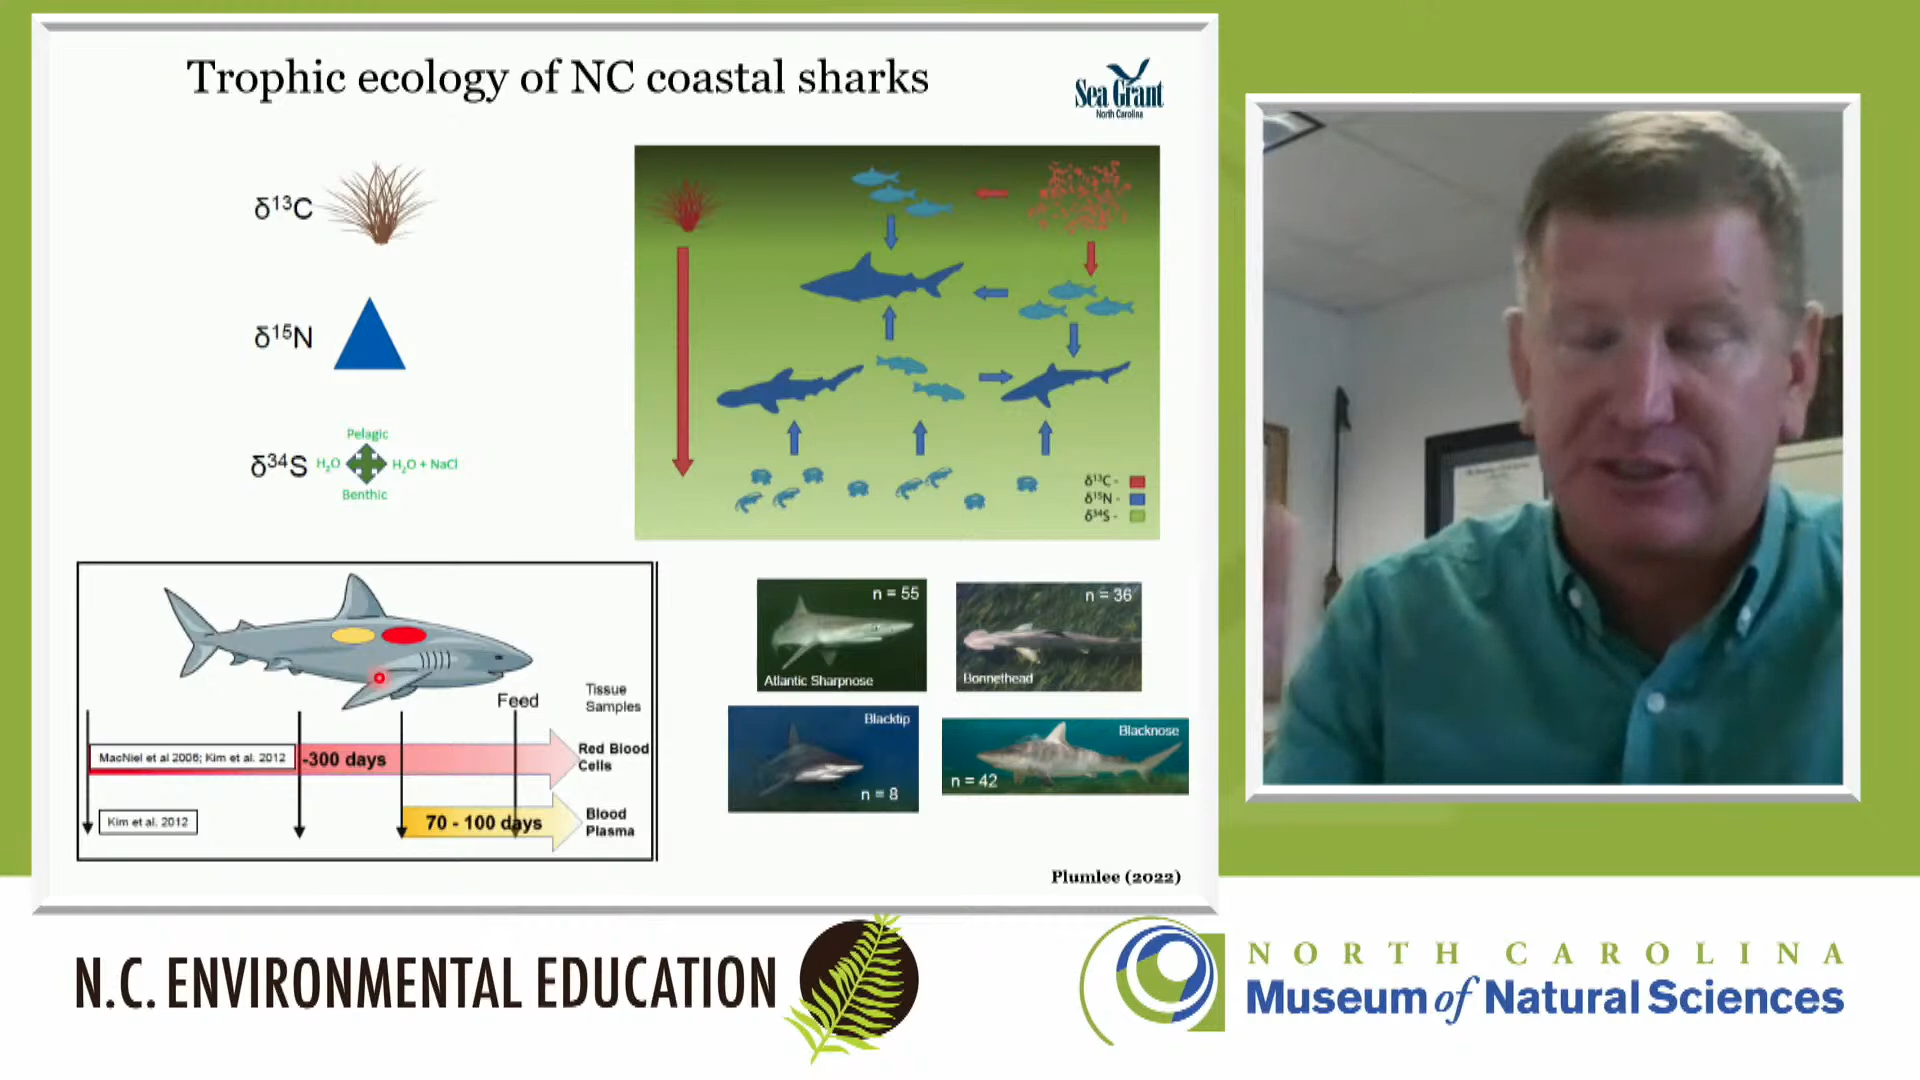 Trophic ecology of NC coastal sharks
Sea Grant
North Carolina
δ¹³C
δ¹⁵N
Pelagic
δ³⁴S H₂O H₂O + NaCl
Benthic
δ¹³C -
δ¹⁵N -
δ³⁴S -
Feed
Tissue
Samples
MacNiel et al 2006; Kim et al. 2012
-300 days
Red Blood
Cells
Kim et al. 2012
70 - 100 days
Blood
Plasma
n = 55
Atlantic Sharpnose
n = 36
Bonnethead
Blacktip
n = 8
Blacknose
n = 42
Plumlee (2022)
N.C. ENVIRONMENTAL EDUCATION
NORTH CAROLINA
Museum of Natural Sciences